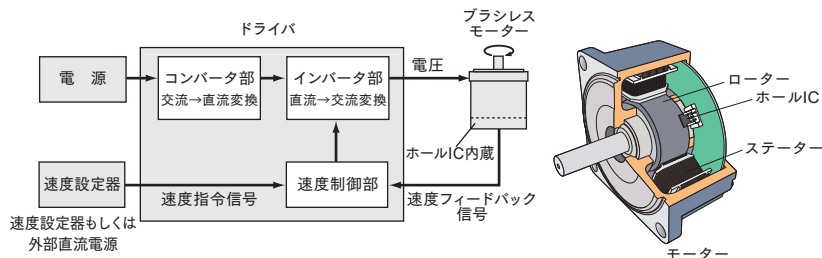 ドライバ
ブラシレス
モーター
電 源
コンバータ部
交流→直流変換
インバータ部
直流→交流変換
電圧
ホールIC内蔵
速度設定器
速度指令信号
速度制御部
速度フィードバック
信号
速度設定器もしくは
外部直流電源
ローター
ホールIC
ステーター
モーター